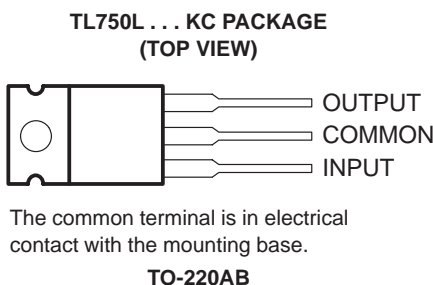 TL750L . . . KC PACKAGE
(TOP VIEW)
OUTPUT
COMMON
INPUT
The common terminal is in electrical
contact with the mounting base.
TO-220AB